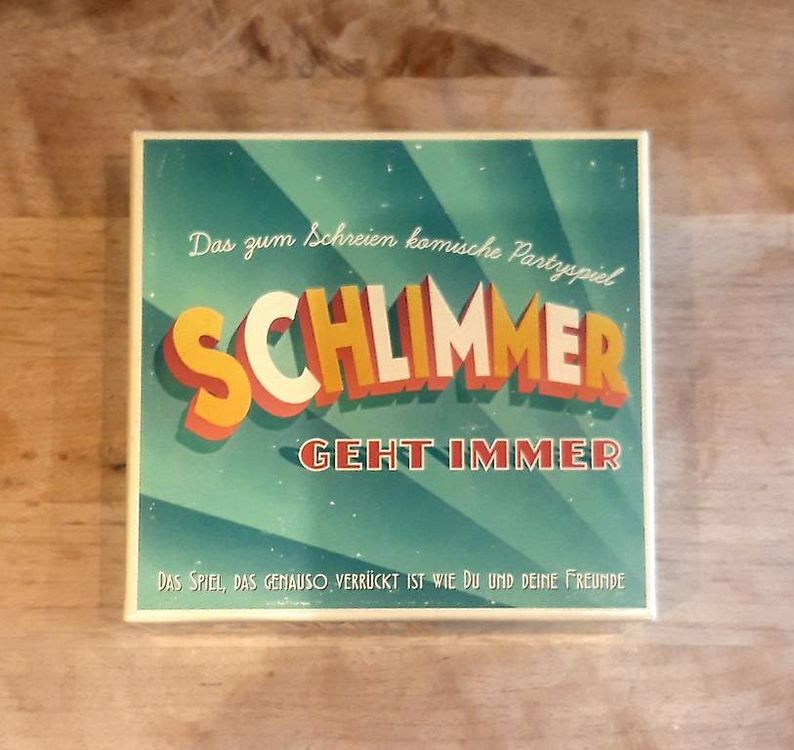 Das zum Schreien komische Partyspiel
SCHLIMMER
GEHT IMMER
DAS SPIEL, DAS GENAUSO VERRÜCKT IST WIE DU UND DEINE FREUNDE